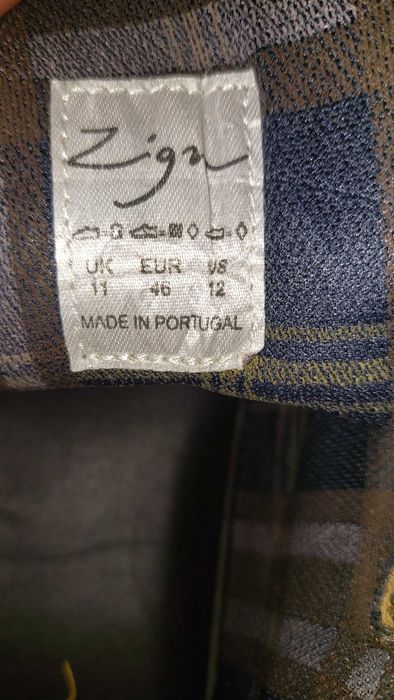 Zign
UK EUR US
11 46 12
MADE IN PORTUGAL